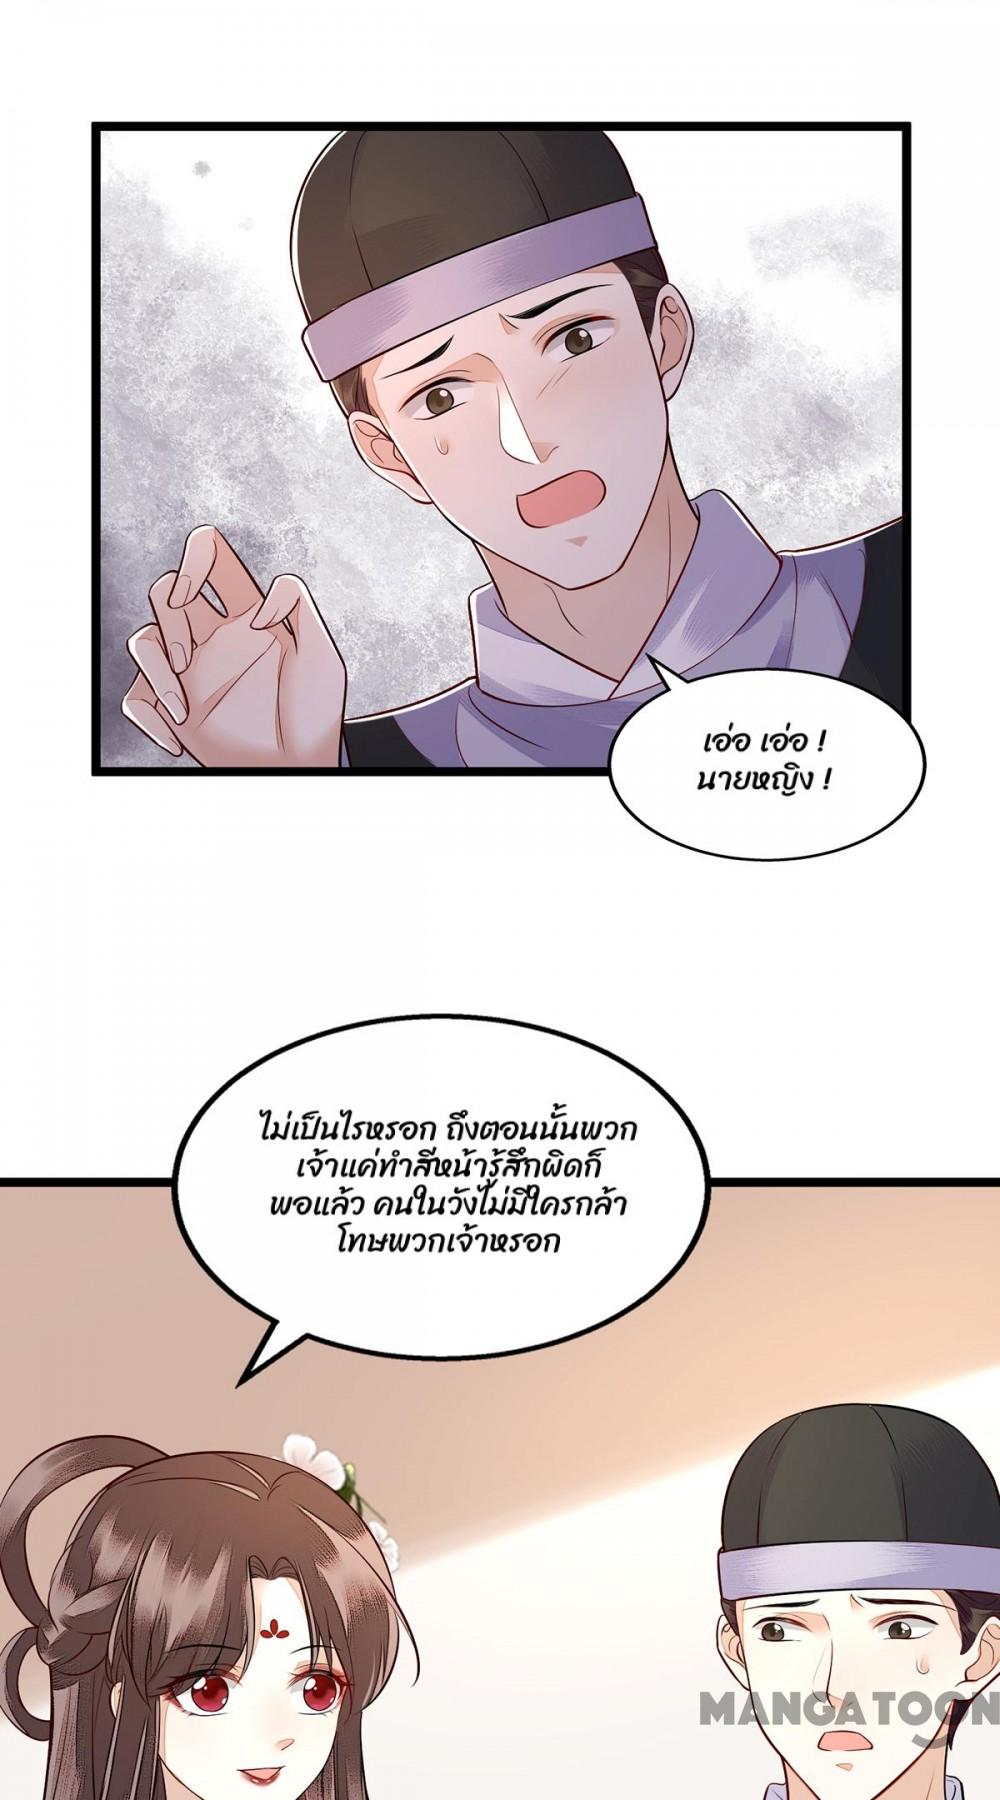 เอ่อ เอ่อ !
นายหญิง !
ไม่เป็นไรหรอก ถึงตอนนั้นพวก
เจ้าแค่ทำสีหน้ารู้สึกผิดก็
พอแล้ว คนในวังไม่มีใครกล้า
โทษพวกเจ้าหรอก
MANGATOON